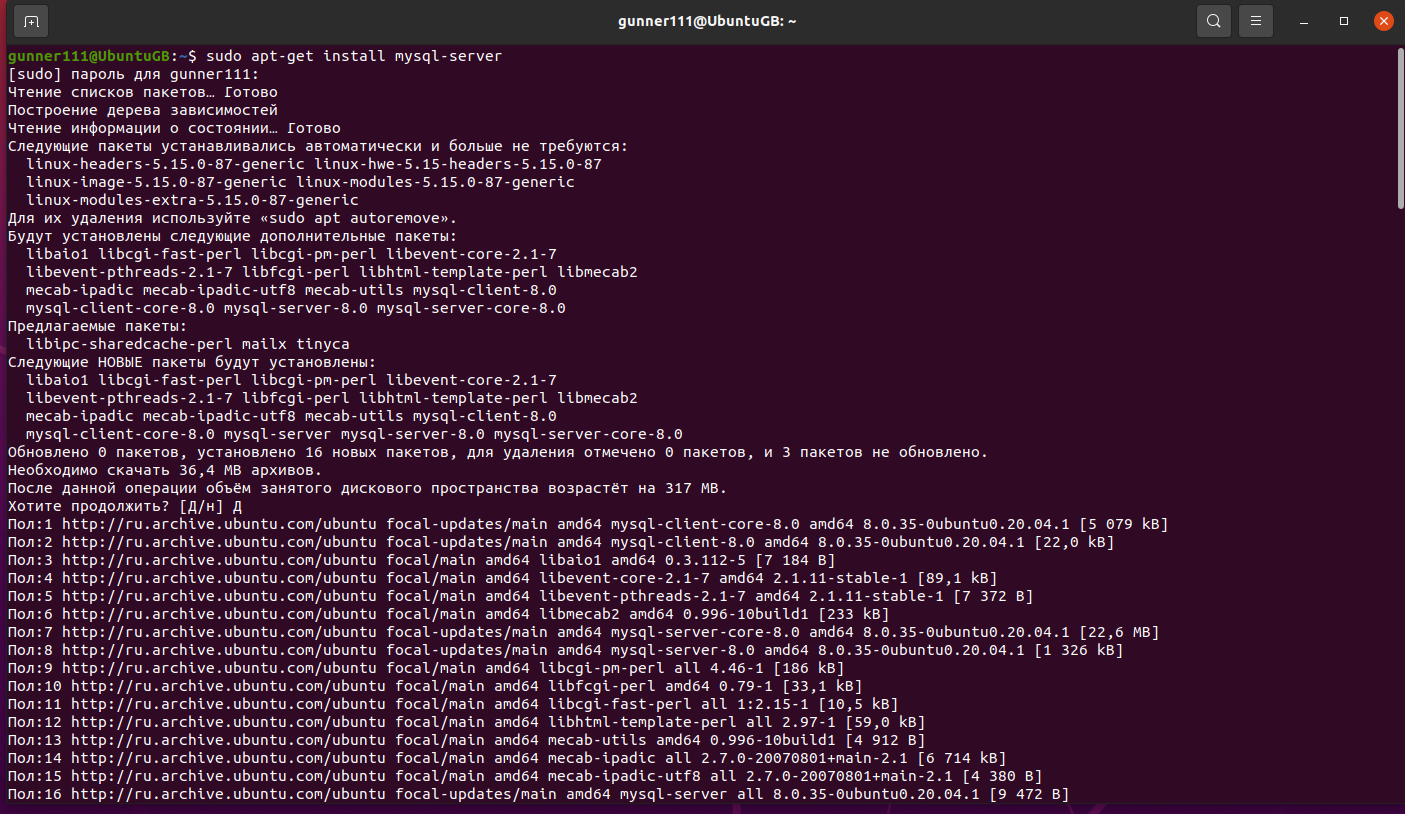 gunner111@UbuntuGB: ~
gunner111@UbuntuGB:~$ sudo apt-get install mysql-server
[sudo] пароль для gunner111:
Чтение списков пакетов… Готово
Построение дерева зависимостей
Чтение информации о состоянии… Готово
Следующие пакеты устанавливались автоматически и больше не требуются:
  linux-headers-5.15.0-87-generic linux-hwe-5.15-headers-5.15.0-87
  linux-image-5.15.0-87-generic linux-modules-5.15.0-87-generic
  linux-modules-extra-5.15.0-87-generic
Для их удаления используйте «sudo apt autoremove».
Будут установлены следующие дополнительные пакеты:
  libaio1 libcgi-fast-perl libcgi-pm-perl libevent-core-2.1-7
  libevent-pthreads-2.1-7 libfcgi-perl libhtml-template-perl libmecab2
  mecab-ipadic mecab-ipadic-utf8 mecab-utils mysql-client-8.0
  mysql-client-core-8.0 mysql-server-8.0 mysql-server-core-8.0
Предлагаемые пакеты:
  libipc-sharedcache-perl mailx tinyca
Следующие НОВЫЕ пакеты будут установлены:
  libaio1 libcgi-fast-perl libcgi-pm-perl libevent-core-2.1-7
  libevent-pthreads-2.1-7 libfcgi-perl libhtml-template-perl libmecab2
  mecab-ipadic mecab-ipadic-utf8 mecab-utils mysql-client-8.0
  mysql-client-core-8.0 mysql-server mysql-server-8.0 mysql-server-core-8.0
Обновлено 0 пакетов, установлено 16 новых пакетов, для удаления отмечено 0 пакетов, и 3 пакетов не обновлено.
Необходимо скачать 36,4 MB архивов.
После данной операции объём занятого дискового пространства возрастёт на 317 MB.
Хотите продолжить? [Д/н] Д
Пол:1 http://ru.archive.ubuntu.com/ubuntu focal-updates/main amd64 mysql-client-core-8.0 amd64 8.0.35-0ubuntu0.20.04.1 [5 079 kB]
Пол:2 http://ru.archive.ubuntu.com/ubuntu focal-updates/main amd64 mysql-client-8.0 amd64 8.0.35-0ubuntu0.20.04.1 [22,0 kB]
Пол:3 http://ru.archive.ubuntu.com/ubuntu focal/main amd64 libaio1 amd64 0.3.112-5 [7 184 B]
Пол:4 http://ru.archive.ubuntu.com/ubuntu focal/main amd64 libevent-core-2.1-7 amd64 2.1.11-stable-1 [89,1 kB]
Пол:5 http://ru.archive.ubuntu.com/ubuntu focal/main amd64 libevent-pthreads-2.1-7 amd64 2.1.11-stable-1 [7 372 B]
Пол:6 http://ru.archive.ubuntu.com/ubuntu focal/main amd64 libmecab2 amd64 0.996-10build1 [233 kB]
Пол:7 http://ru.archive.ubuntu.com/ubuntu focal-updates/main amd64 mysql-server-core-8.0 amd64 8.0.35-0ubuntu0.20.04.1 [22,6 MB]
Пол:8 http://ru.archive.ubuntu.com/ubuntu focal-updates/main amd64 mysql-server-8.0 amd64 8.0.35-0ubuntu0.20.04.1 [1 326 kB]
Пол:9 http://ru.archive.ubuntu.com/ubuntu focal/main amd64 libcgi-pm-perl all 4.46-1 [186 kB]
Пол:10 http://ru.archive.ubuntu.com/ubuntu focal/main amd64 libfcgi-perl amd64 0.79-1 [33,1 kB]
Пол:11 http://ru.archive.ubuntu.com/ubuntu focal/main amd64 libcgi-fast-perl all 1:2.15-1 [10,5 kB]
Пол:12 http://ru.archive.ubuntu.com/ubuntu focal/main amd64 libhtml-template-perl all 2.97-1 [59,0 kB]
Пол:13 http://ru.archive.ubuntu.com/ubuntu focal/main amd64 mecab-utils amd64 0.996-10build1 [4 912 B]
Пол:14 http://ru.archive.ubuntu.com/ubuntu focal/main amd64 mecab-ipadic all 2.7.0-20070801+main-2.1 [6 714 kB]
Пол:15 http://ru.archive.ubuntu.com/ubuntu focal/main amd64 mecab-ipadic-utf8 all 2.7.0-20070801+main-2.1 [4 380 B]
Пол:16 http://ru.archive.ubuntu.com/ubuntu focal-updates/main amd64 mysql-server all 8.0.35-0ubuntu0.20.04.1 [9 472 B]